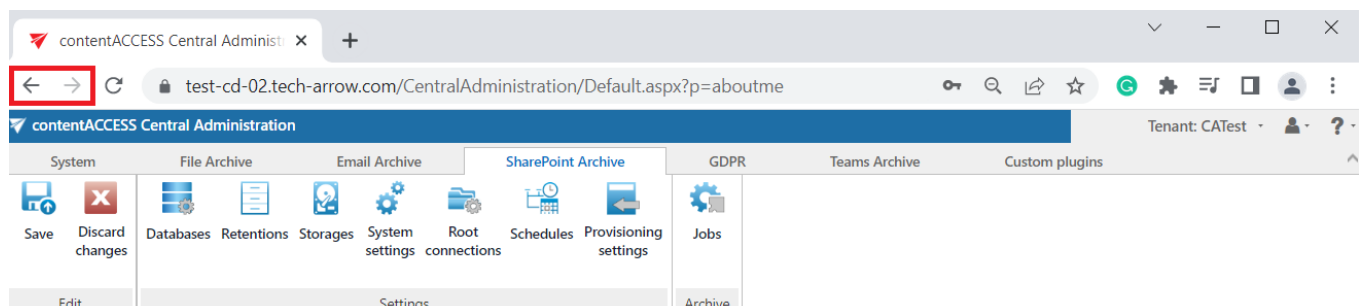 contentACCESS Central Administr
test-cd-02.tech-arrow.com/CentralAdministration/Default.aspx?p=aboutme
contentACCESS Central Administration
Tenant: CATest
?
System File Archive Email Archive SharePoint Archive GDPR Teams Archive Custom plugins
Save Discard changes Databases Retentions Storages System settings Root connections Schedules Provisioning settings Jobs
Edit Settings Archive